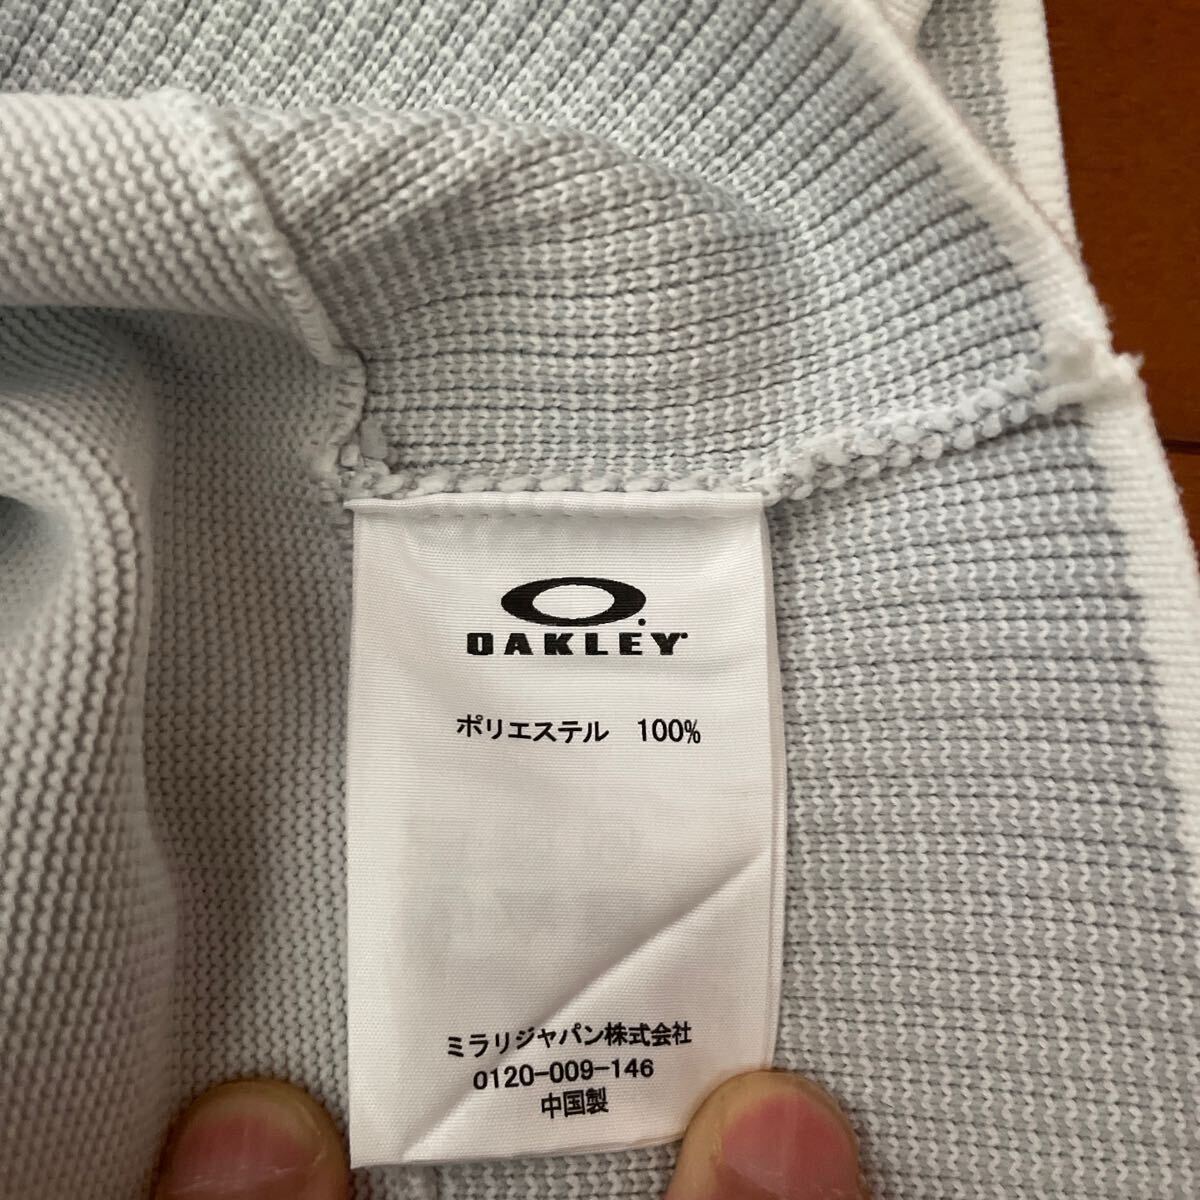 OAKLEY
ポリエステル 100%
ミラリジャパン株式会社
0120-009-146
中国製